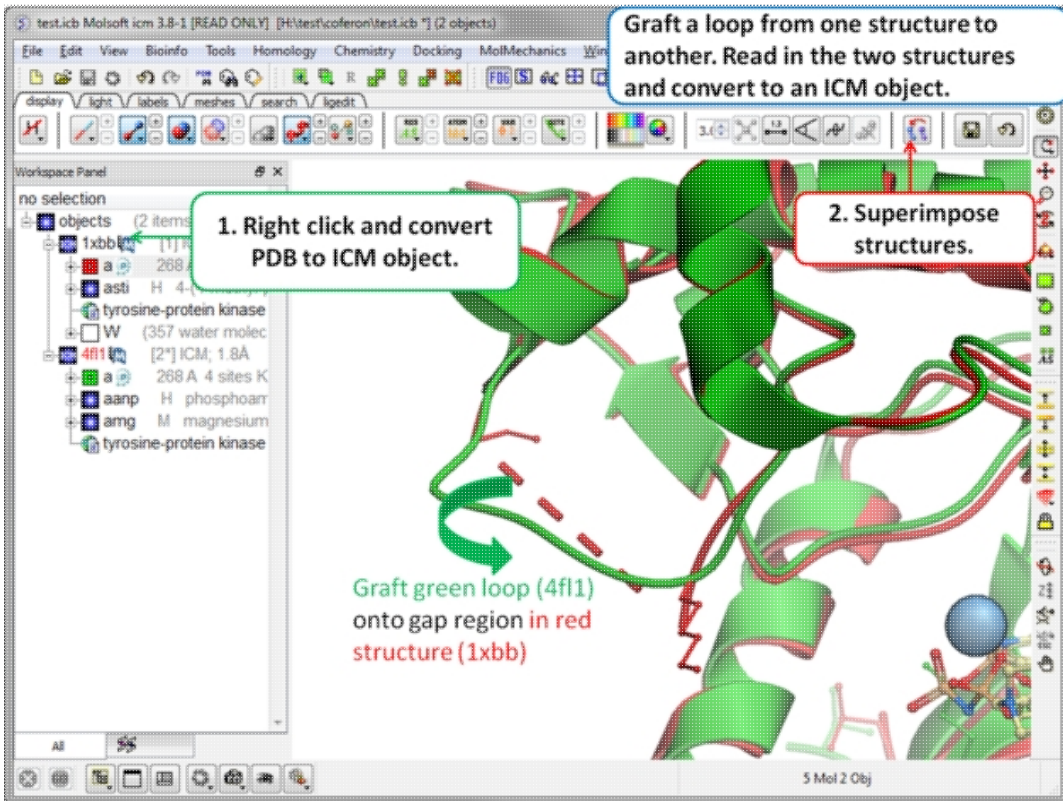 test.icb Molsoft icm 3.8-1 [READ ONLY] [H:\test\coferon\test.icb *] (2 objects)
File Edit View Bioinfo Tools Homology Chemistry Docking MolMechanics
Graft a loop from one structure to
another. Read in the two structures
and convert to an ICM object.
display light labels meshes search ligedit
Workspace Panel
no selection
objects (2 items
1xbb [1]
a 268 A
asti H
tyrosine-protein kinase
W (357 water molec
4fl1 [2*] ICM; 1.8Å
a 268 A 4 sites K
aanp H phosphoam
amg M magnesium
tyrosine-protein kinase
1. Right click and convert
PDB to ICM object.
2. Superimpose
structures.
Graft green loop (4fl1)
onto gap region in red
structure (1xbb)
All
5 Mol 2 Obj